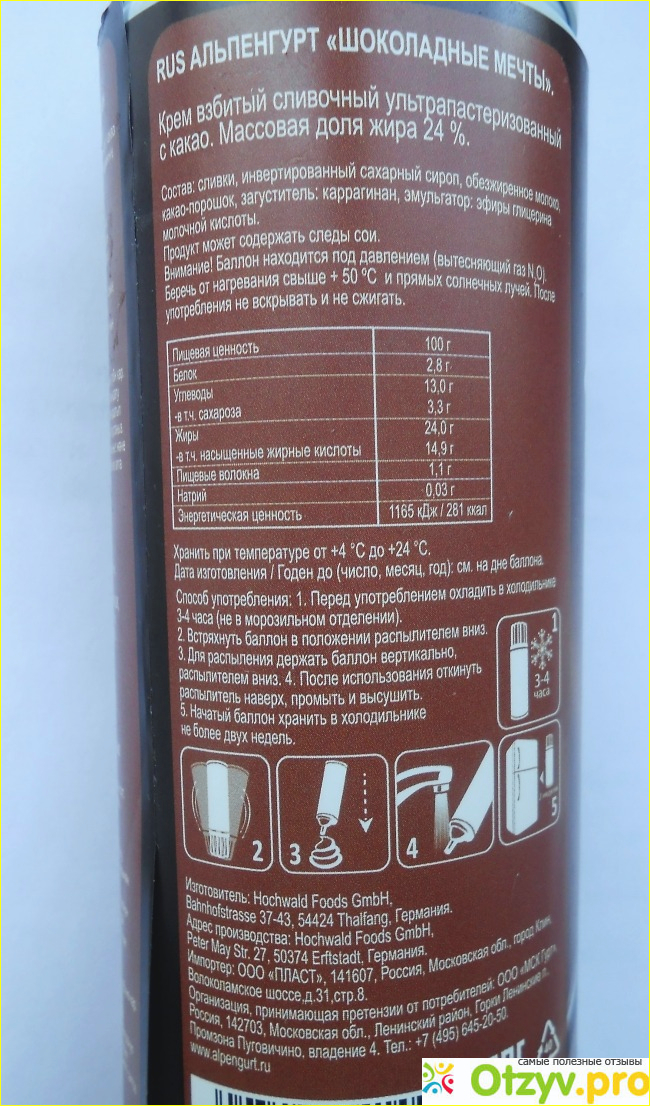 RUS АЛЬПЕНГУРТ «ШОКОЛАДНЫЕ МЕЧТЫ».
Крем взбитый сливочный ультрапастеризованный
с какао. Массовая доля жира 24 %.
Состав: сливки, инвертированный сахарный сироп, обезжиренное молоко,
какао-порошок, загуститель: каррагинан, эмульгатор: эфиры глицерина
молочной кислоты.
Продукт может содержать следы сои.
Внимание! Баллон находится под давлением (вытесняющий газ N₂O).
Беречь от нагревания свыше + 50 °C и прямых солнечных лучей. После
употребления не вскрывать и не сжигать.
Пищевая ценность 100 г
Белок 2,8 г
Углеводы 13,0 г
-в т.ч. сахароза 3,3 г
Жиры 24,0 г
-в т.ч. насыщенные жирные кислоты 14,9 г
Пищевые волокна 1,1 г
Натрий 0,03 г
Энергетическая ценность 1165 кДж / 281 ккал
Хранить при температуре от +4 °C до +24 °C.
Дата изготовления / Годен до (число, месяц, год): см. на дне баллона.
Способ употребления: 1. Перед употреблением охладить в холодильнике
3-4 часа (не в морозильном отделении).
2. Встряхнуть баллон в положении распылителем вниз.
3. Для распыления держать баллон вертикально,
распылителем вниз. 4. После использования откинуть
распылитель наверх, промыть и высушить.
5. Начатый баллон хранить в холодильнике
не более двух недель.
1
3-4
часа
2
3
4
5
Изготовитель: Hochwald Foods GmbH,
Bahnhofstrasse 37-43, 54424 Thalfang, Германия.
Адрес производства: Hochwald Foods GmbH,
Peter May Str. 27, 50374 Erftstadt, Германия.
Импортер: ООО «ПЛАСТ», 141607, Россия, Московская обл., город Клин,
Волоколамское шоссе,д.31,стр.8.
Организация, принимающая претензии от потребителей: ООО «МСК Гурт»,
Россия, 142703, Московская обл., Ленинский район, Горки Ленинские п.,
Промзона Пуговичино, владение 4. Тел.: +7 (495) 645-20-50.
www.alpengurt.ru
самые полезные отзывы
Otzyv.pro